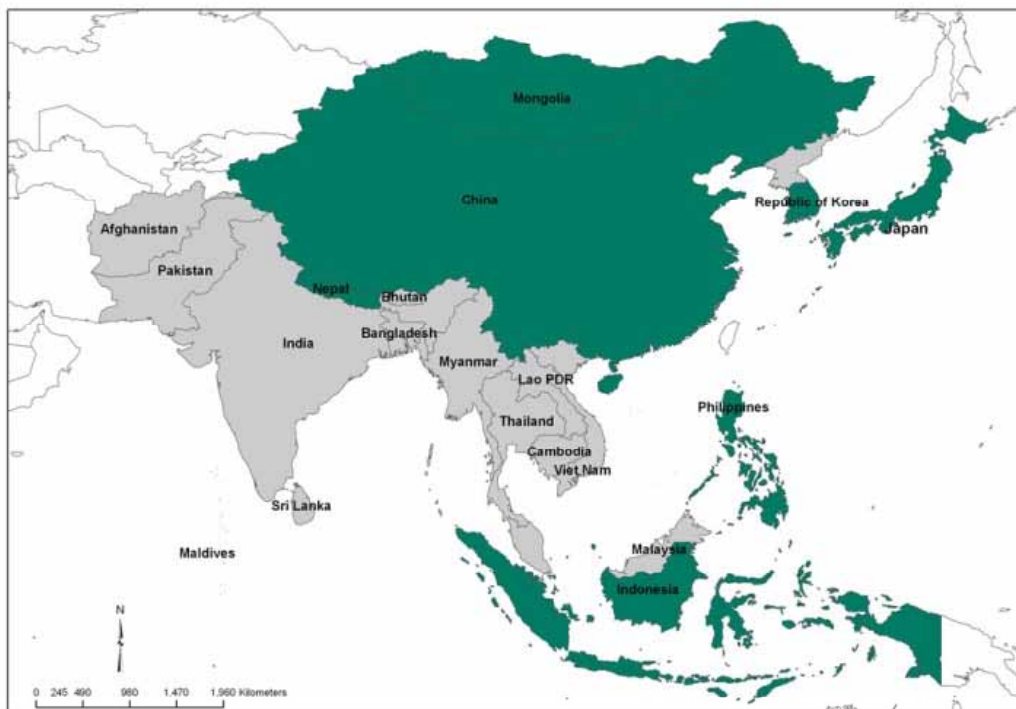 Mongolia
China
Republic of Korea
Japan
Afghanistan
Pakistan
Nepal
Bhutan
Bangladesh
India
Myanmar
Lao PDR
Thailand
Philippines
Cambodia
Viet Nam
Sri Lanka
Maldives
Malaysia
Indonesia
N
0 245 490 980 1,470 1,960 Kilometers